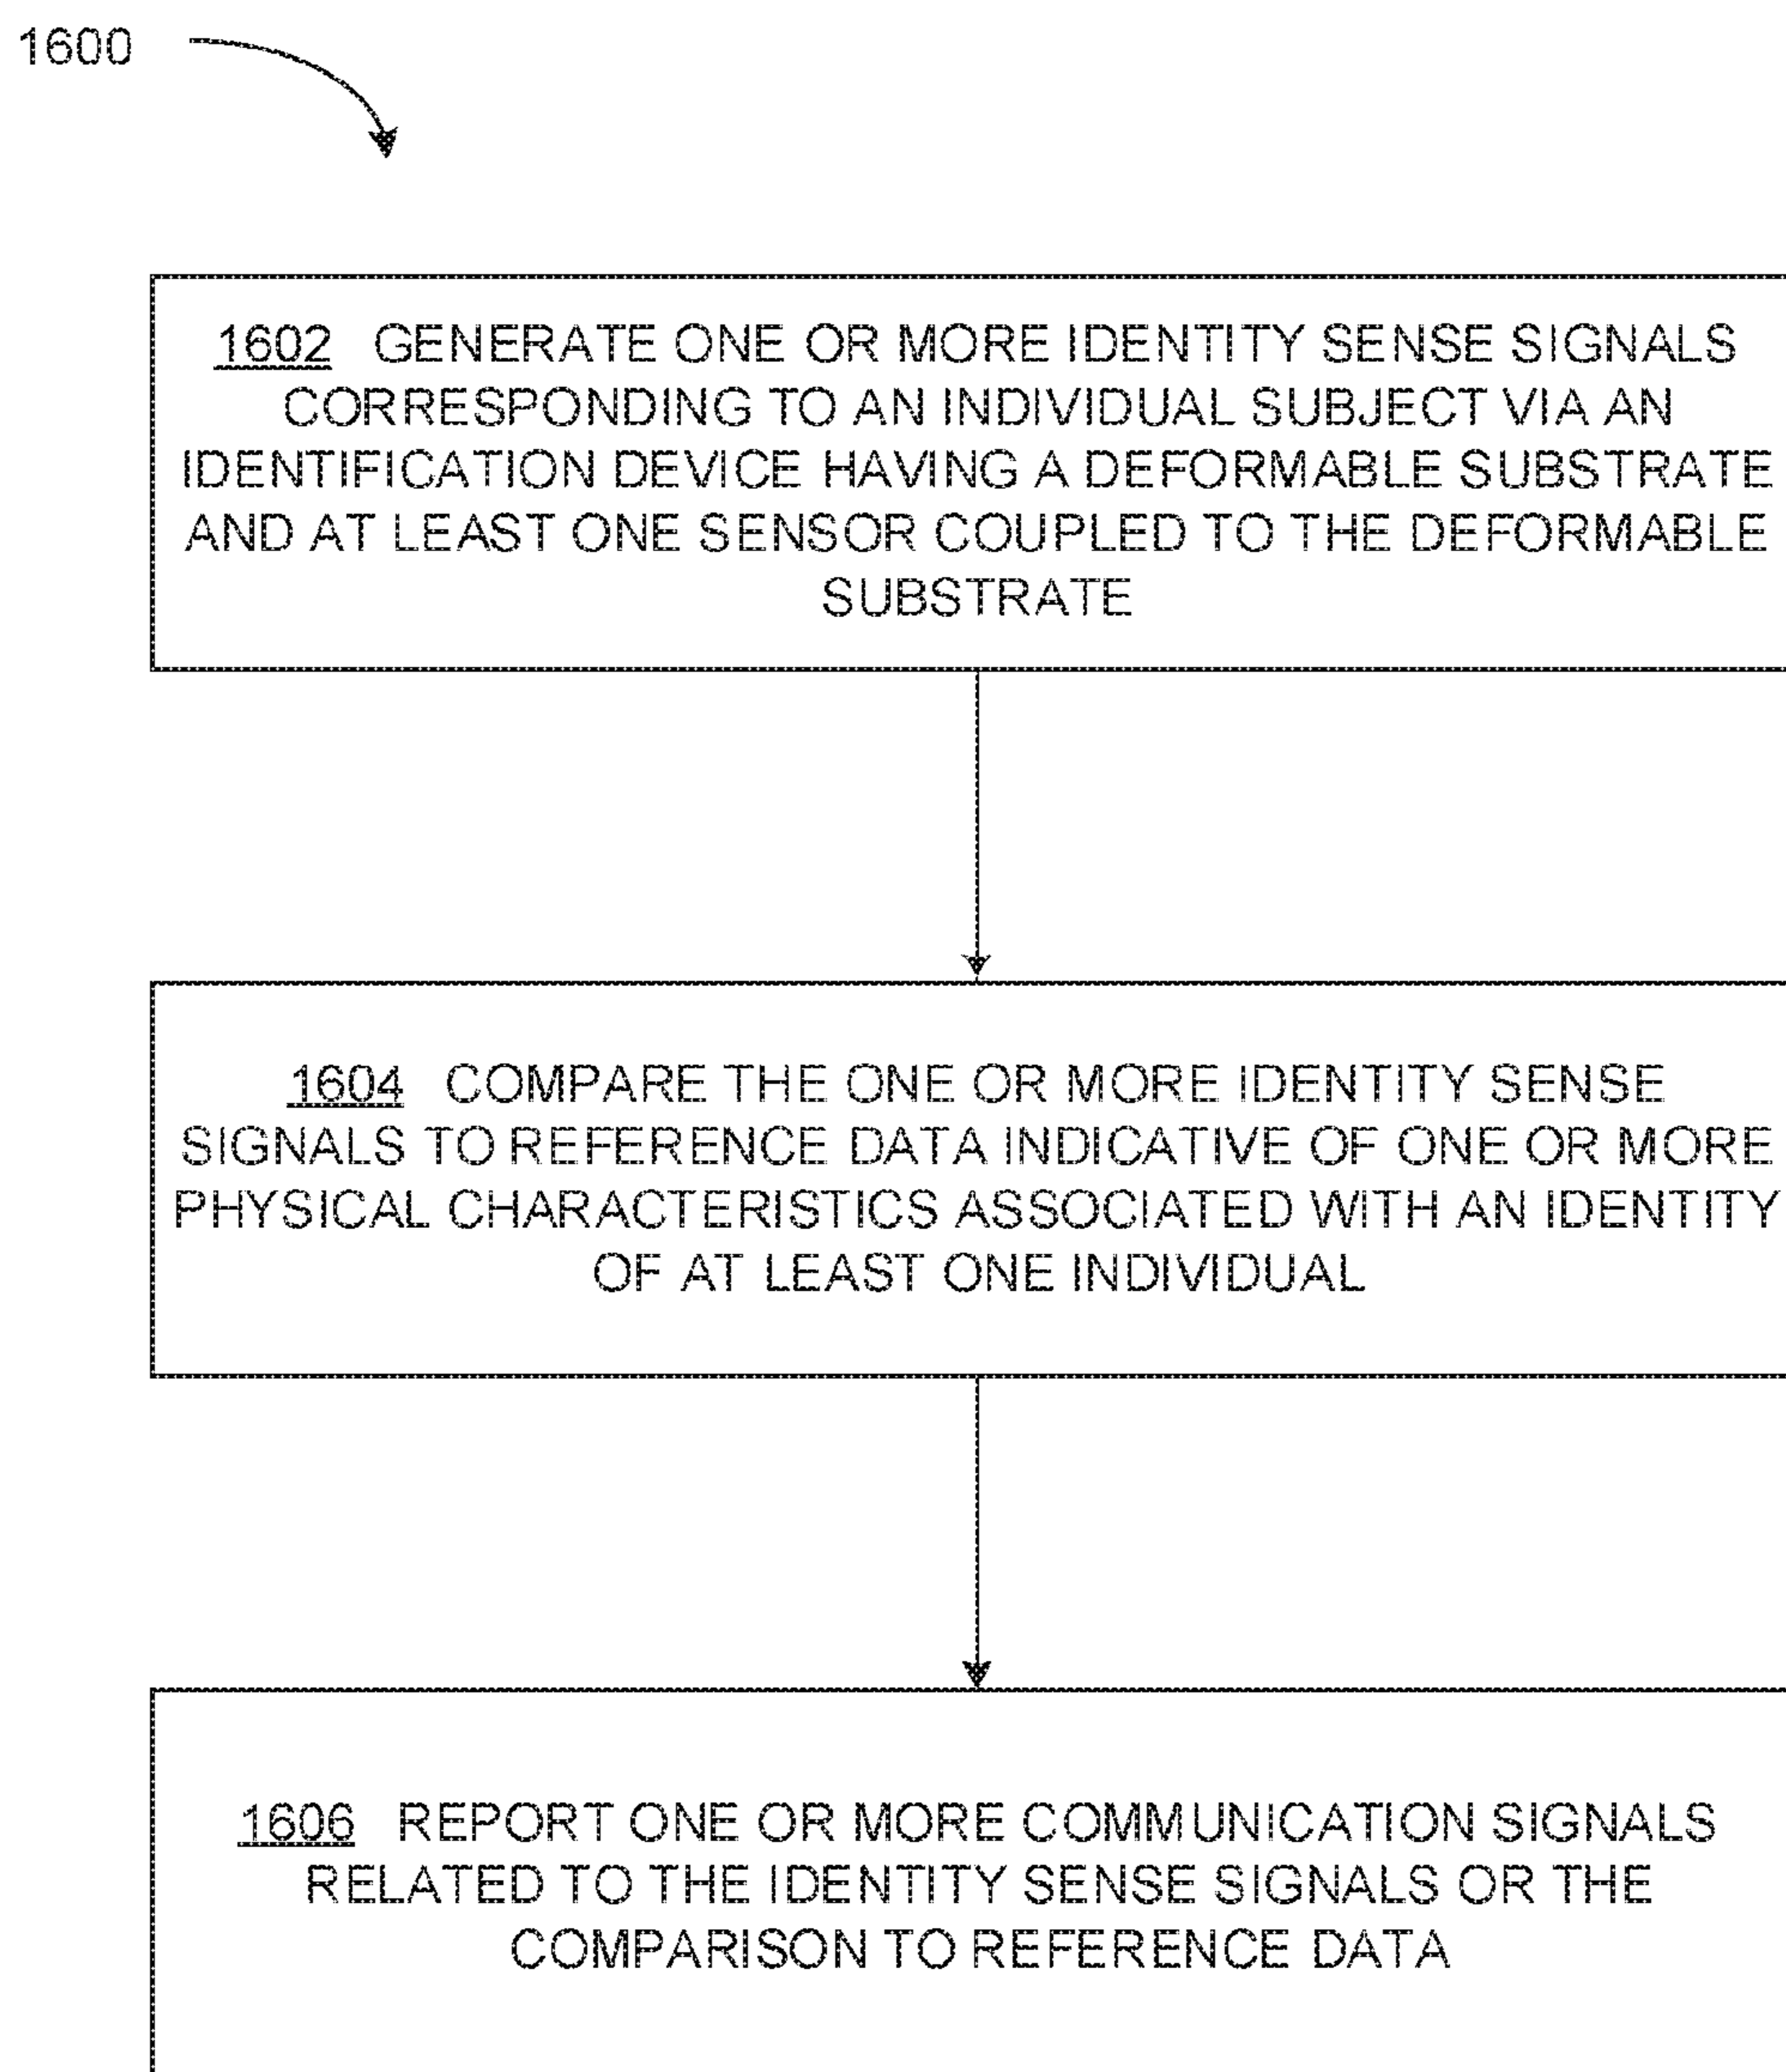 1600
1602 GENERATE ONE OR MORE IDENTITY SENSE SIGNALS
CORRESPONDING TO AN INDIVIDUAL SUBJECT VIA AN
IDENTIFICATION DEVICE HAVING A DEFORMABLE SUBSTRATE
AND AT LEAST ONE SENSOR COUPLED TO THE DEFORMABLE
SUBSTRATE
1604 COMPARE THE ONE OR MORE IDENTITY SENSE
SIGNALS TO REFERENCE DATA INDICATIVE OF ONE OR MORE
PHYSICAL CHARACTERISTICS ASSOCIATED WITH AN IDENTITY
OF AT LEAST ONE INDIVIDUAL
1606 REPORT ONE OR MORE COMMUNICATION SIGNALS
RELATED TO THE IDENTITY SENSE SIGNALS OR THE
COMPARISON TO REFERENCE DATA